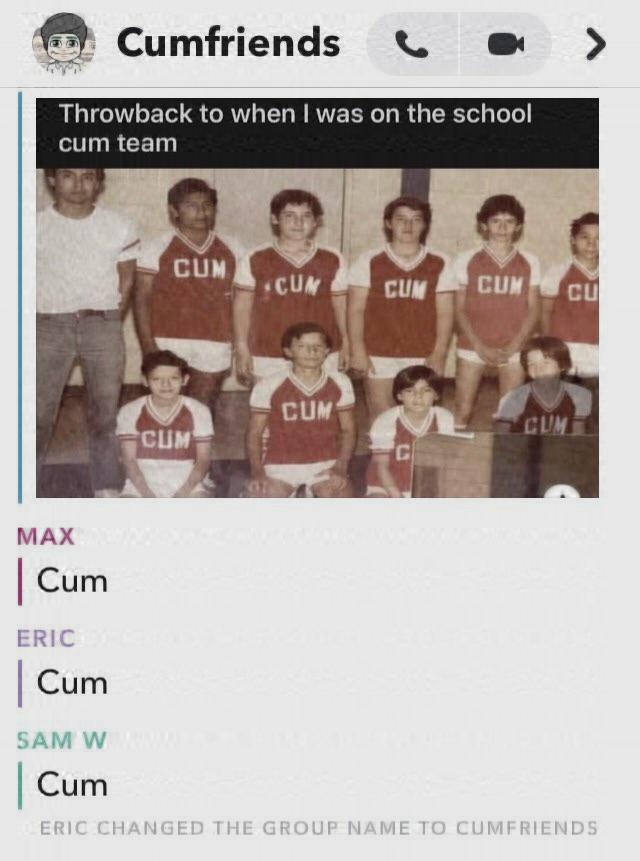 Cumfriends
Throwback to when I was on the school
cum team
CUM
CUM
CUM
CUM
CU
CUM
CUM
C
CUM
MAX
Cum
ERIC
Cum
SAM W
Cum
ERIC CHANGED THE GROUP NAME TO CUMFRIENDS